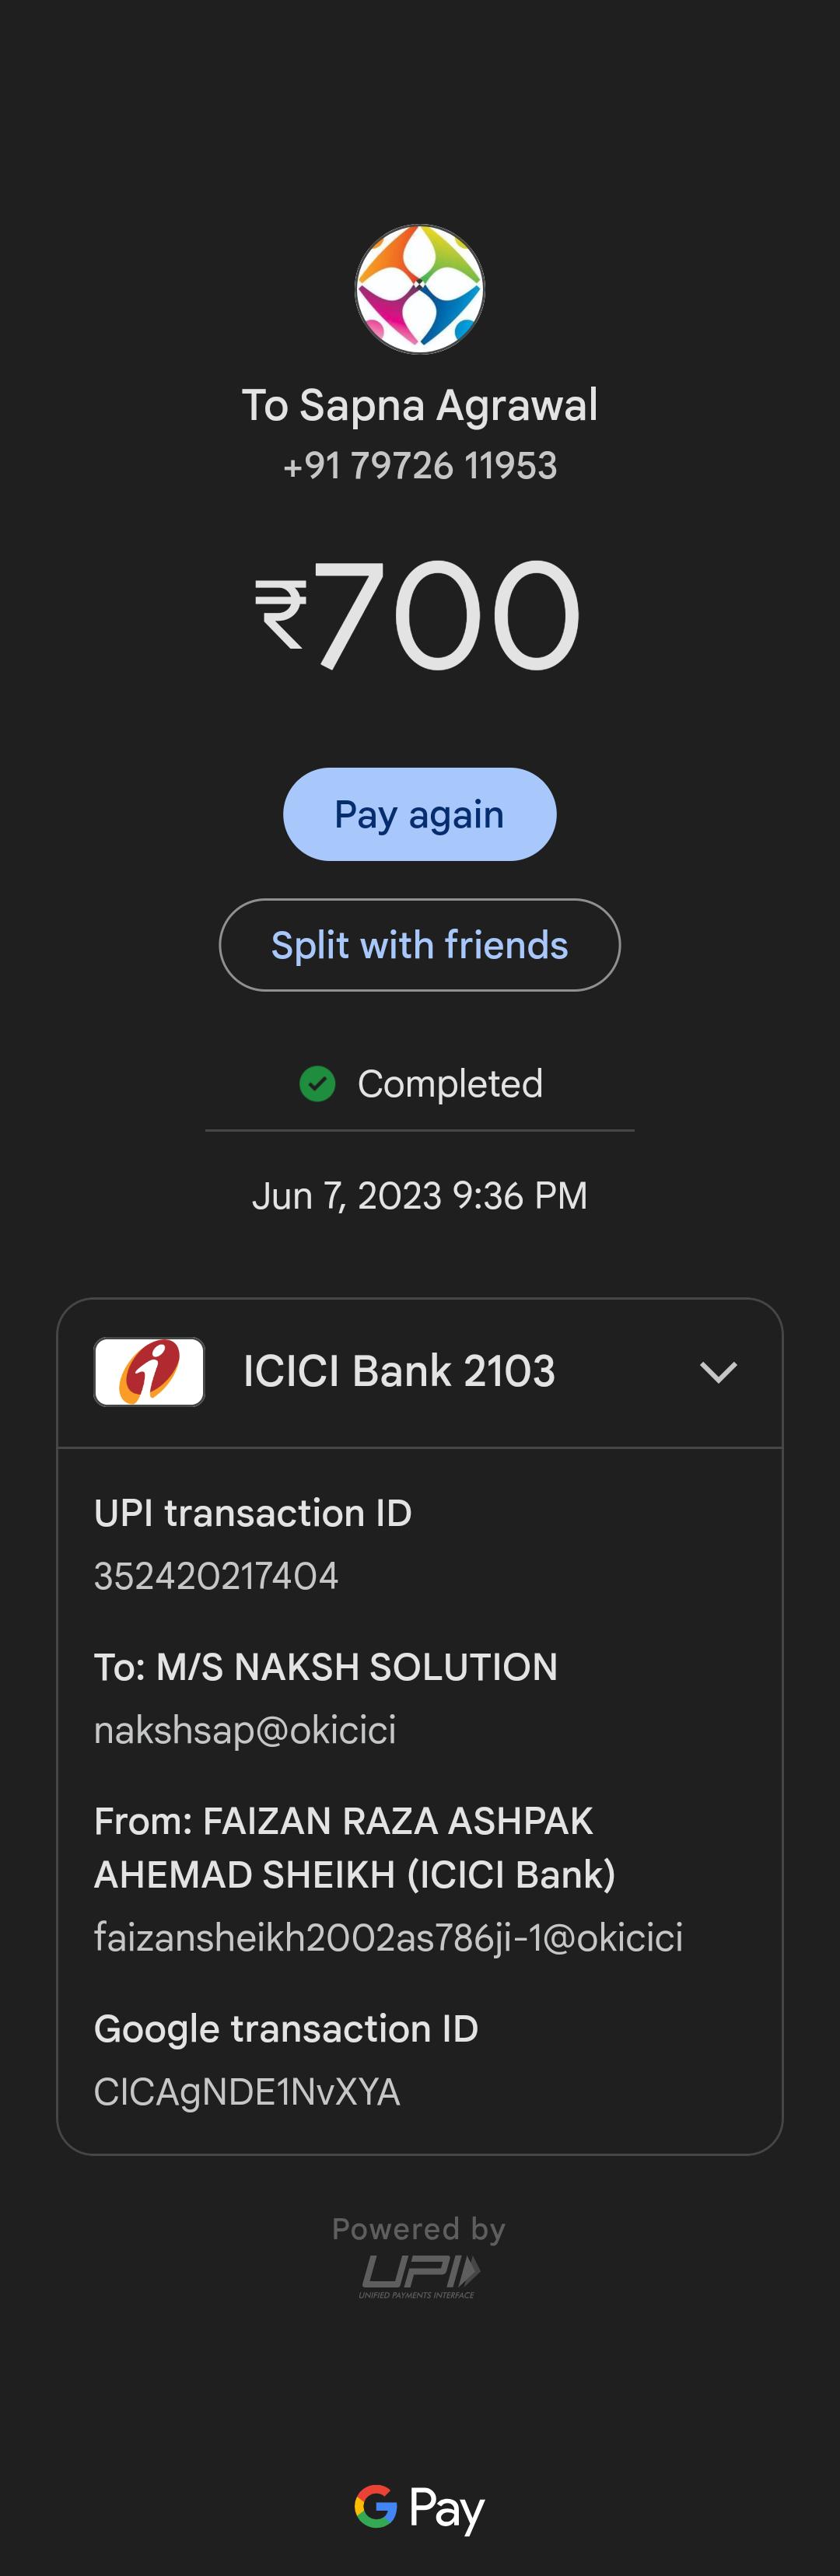 To Sapna Agrawal
+91 79726 11953
₹700
Pay again
Split with friends
Completed
Jun 7, 2023 9:36 PM
ICICI Bank 2103
UPI transaction ID
352420217404
To: M/S NAKSH SOLUTION
nakshsap@okicici
From: FAIZAN RAZA ASHPAK
AHEMAD SHEIKH (ICICI Bank)
faizansheikh2002as786ji-1@okicici
Google transaction ID
CICAgNDE1NvXYA
Powered by
UPI
UNIFIED PAYMENTS INTERFACE
G Pay